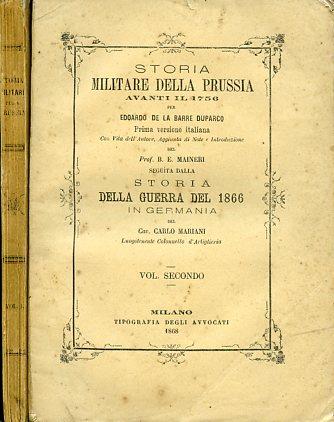 STORIA
MILITARE DELLA PRUSSIA
AVANTI IL 1756
PER
EDOARDO DE LA BARRE DUPARCQ
Prima versione italiana
Con Vita dell'Autore, Aggiunta di Note e Introduzione
DEL
Prof. B. E. MAINERI
SEGUITA DALLA
STORIA
DELLA GUERRA DEL 1866
IN GERMANIA
DEL
Cav. CARLO MARIANI
Luogotenente Colonnello d'Artiglieria
VOL. SECONDO
MILANO
TIPOGRAFIA DEGLI AVVOCATI
1868
STORIA
MILITARE
DELLA
PRUSSIA
VOL.